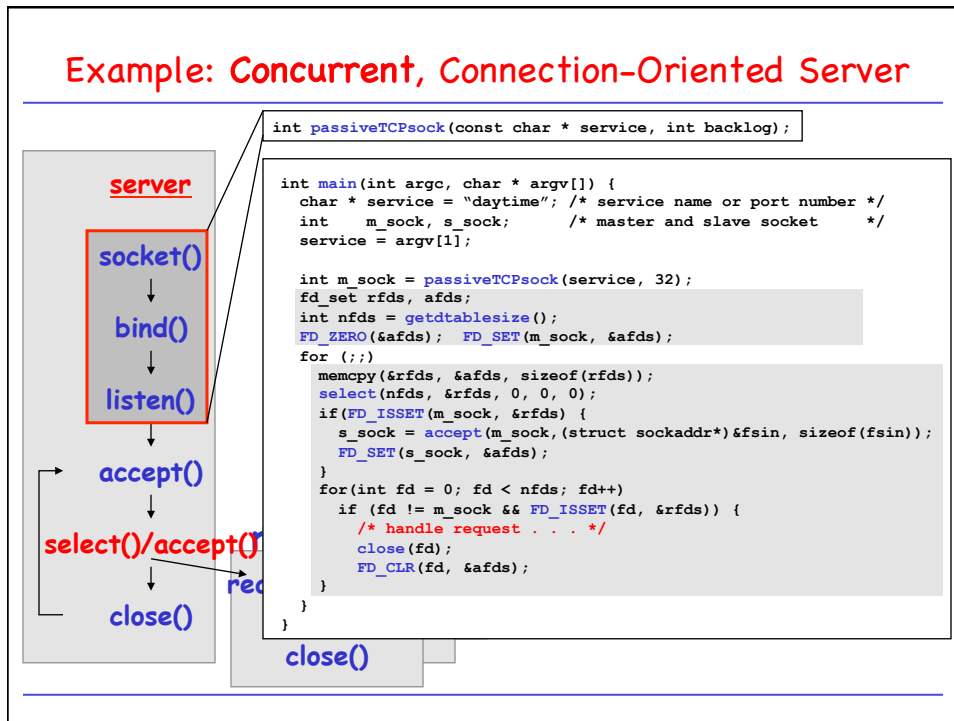 Example: Concurrent, Connection-Oriented Server
int passiveTCPsock(const char * service, int backlog);
server
socket()
bind()
listen()
accept()
select()/accept()
close()
int main(int argc, char * argv[]) {
char * service = “daytime”; /* service name or port number */
int m_sock, s_sock; /* master and slave socket */
service = argv[1];
int m_sock = passiveTCPsock(service, 32);
fd_set rfds, afds;
int nfds = getdtablesize();
FD_ZERO(&afds); FD_SET(m_sock, &afds);
for (;;)
memcpy(&rfds, &afds, sizeof(rfds));
select(nfds, &rfds, 0, 0, 0);
if(FD_ISSET(m_sock, &rfds) {
s_sock = accept(m_sock,(struct sockaddr*)&fsin, sizeof(fsin));
FD_SET(s_sock, &afds);
}
for(int fd = 0; fd < nfds; fd++)
if (fd != m_sock && FD_ISSET(fd, &rfds)) {
/* handle request . . . */
close(fd);
FD_CLR(fd, &afds);
}
}
}
close()